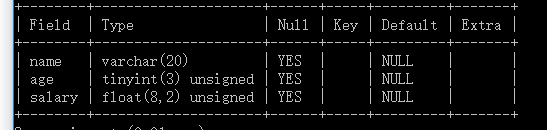 | Field | Type | Null | Key | Default | Extra |
| name | varchar(20) | YES | | NULL | |
| age | tinyint(3) unsigned | YES | | NULL | |
| salary | float(8,2) unsigned | YES | | NULL | |